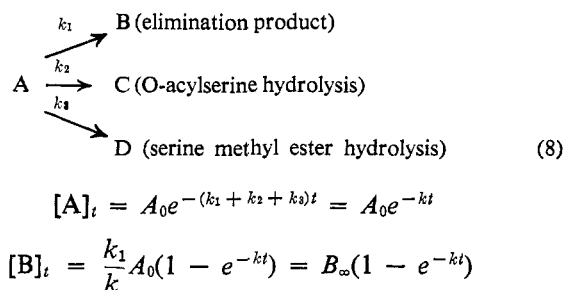 k₁
B (elimination product)
k₂
A → C (O-acylserine hydrolysis)
k₃
D (serine methyl ester hydrolysis) (8)
[A]ₜ = A₀e^{−(k₁ + k₂ + k₃)t} = A₀e^{−kt}
[B]ₜ = k₁/k A₀(1 − e^{−kt}) = B∞(1 − e^{−kt})